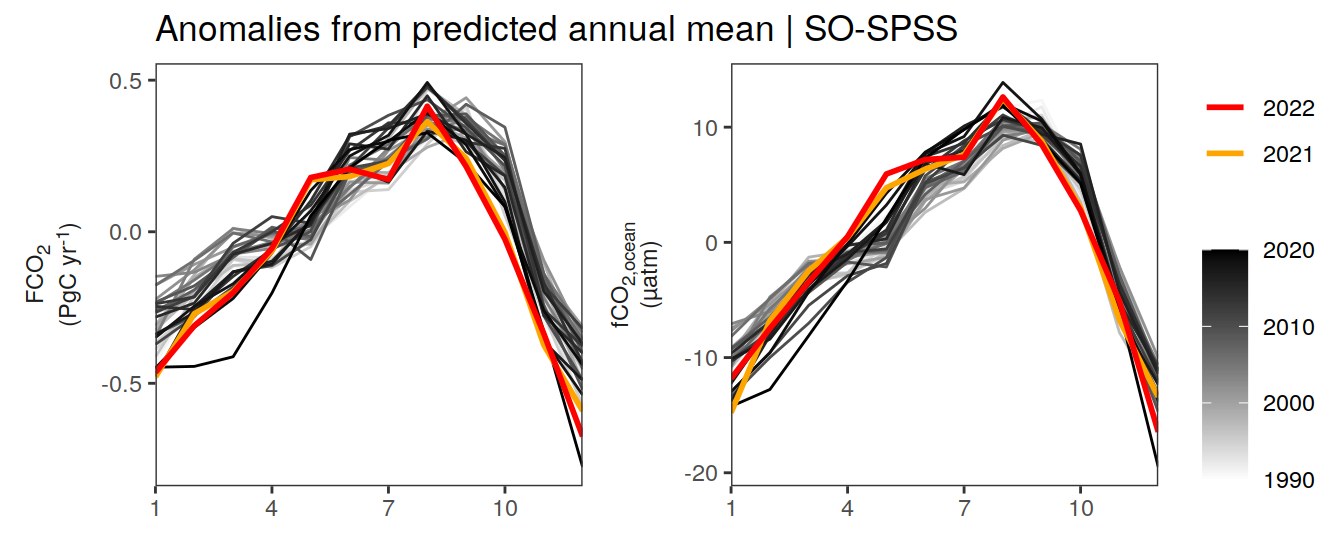 Anomalies from predicted annual mean | SO-SPSS
FCO2
(PgC yr-1)
0.5
0.0
-0.5
1 4 7 10
fCO2,ocean
(µatm)
10
0
-10
-20
1 4 7 10
2022
2021
2020
2010
2000
1990